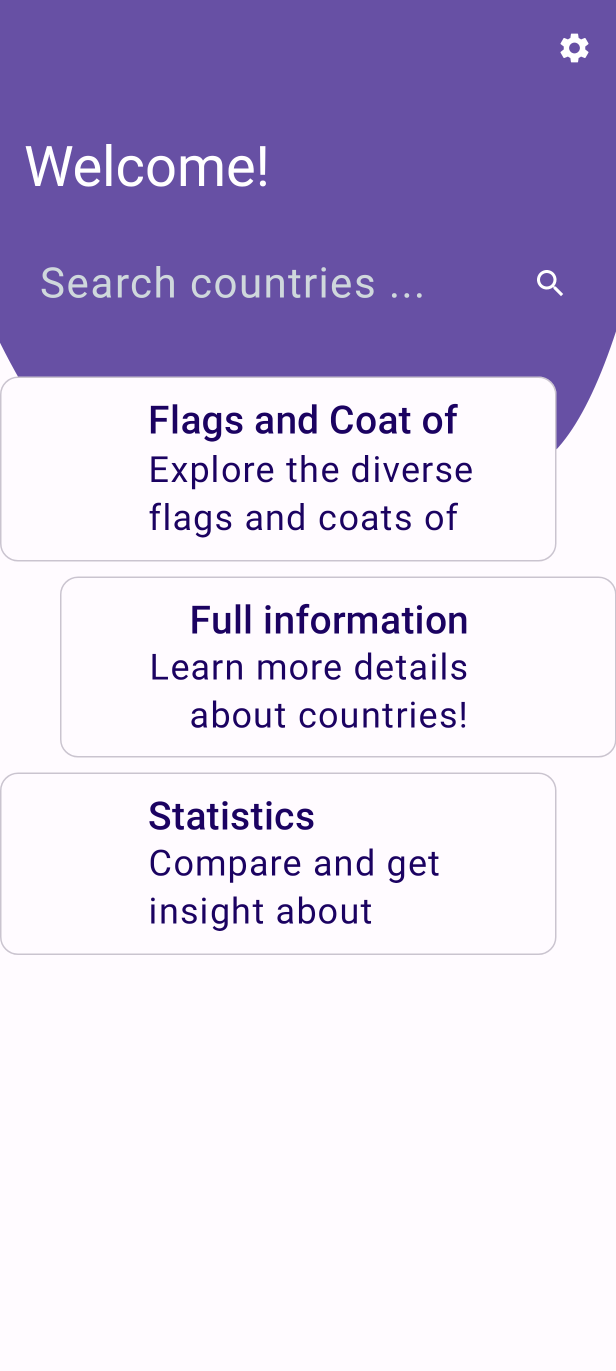 Welcome!
Search countries ...
Flags and Coat of
Explore the diverse
flags and coats of
Full information
Learn more details
about countries!
Statistics
Compare and get
insight about